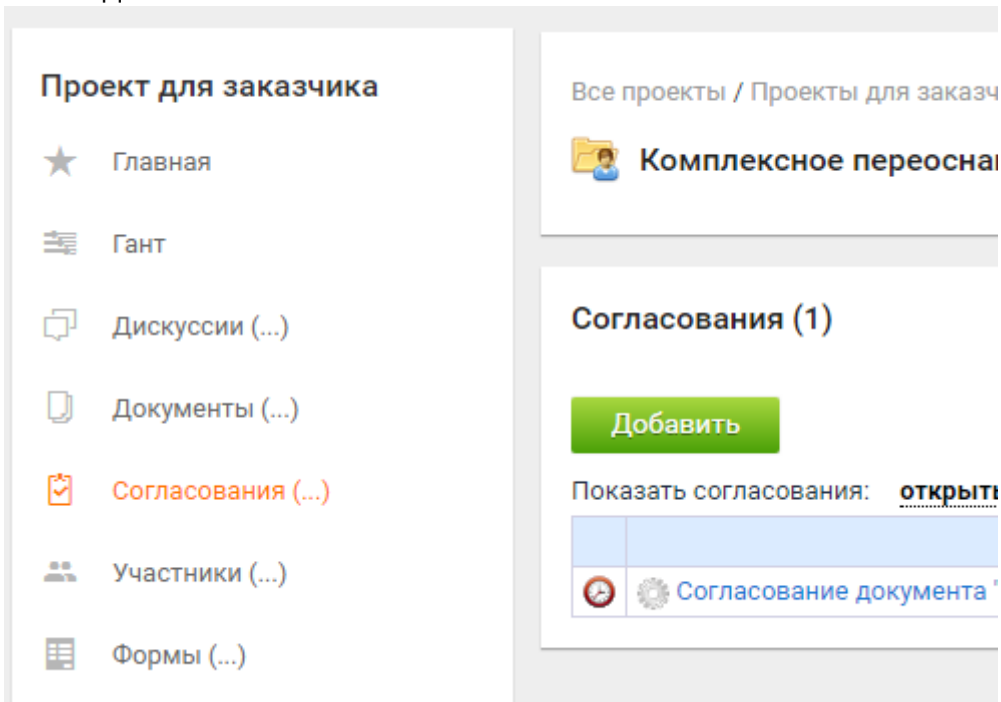 Проект для заказчика
Главная
Гант
Дискуссии (...)
Документы (...)
Согласования (...)
Участники (...)
Формы (...)
Все проекты / Проекты для заказч
Комплексное переосна
Согласования (1)
Добавить
Показать согласования: открыты
Согласование документа "